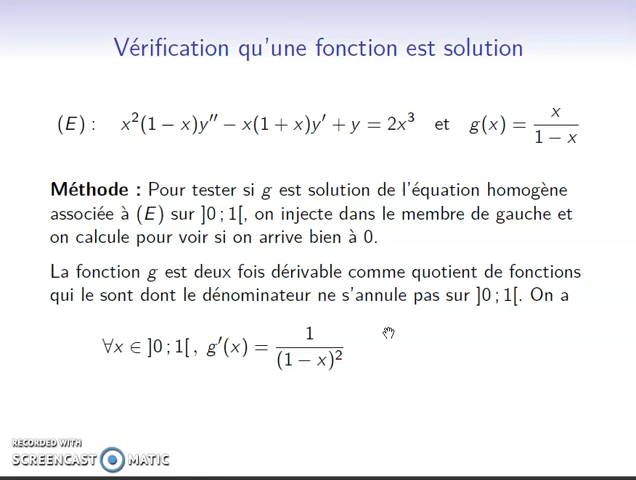 Vérification qu'une fonction est solution
(E) : x²(1 − x)y″ − x(1 + x)y′ + y = 2x³ et g(x) = x / (1 − x)
Méthode : Pour tester si g est solution de l'équation homogène
associée à (E) sur ]0 ; 1[, on injecte dans le membre de gauche et
on calcule pour voir si on arrive bien à 0.
La fonction g est deux fois dérivable comme quotient de fonctions
qui le sont dont le dénominateur ne s'annule pas sur ]0 ; 1[. On a
∀x ∈ ]0 ; 1[ , g′(x) = 1 / (1 − x)²
RECORDED WITH
SCREENCAST MATIC